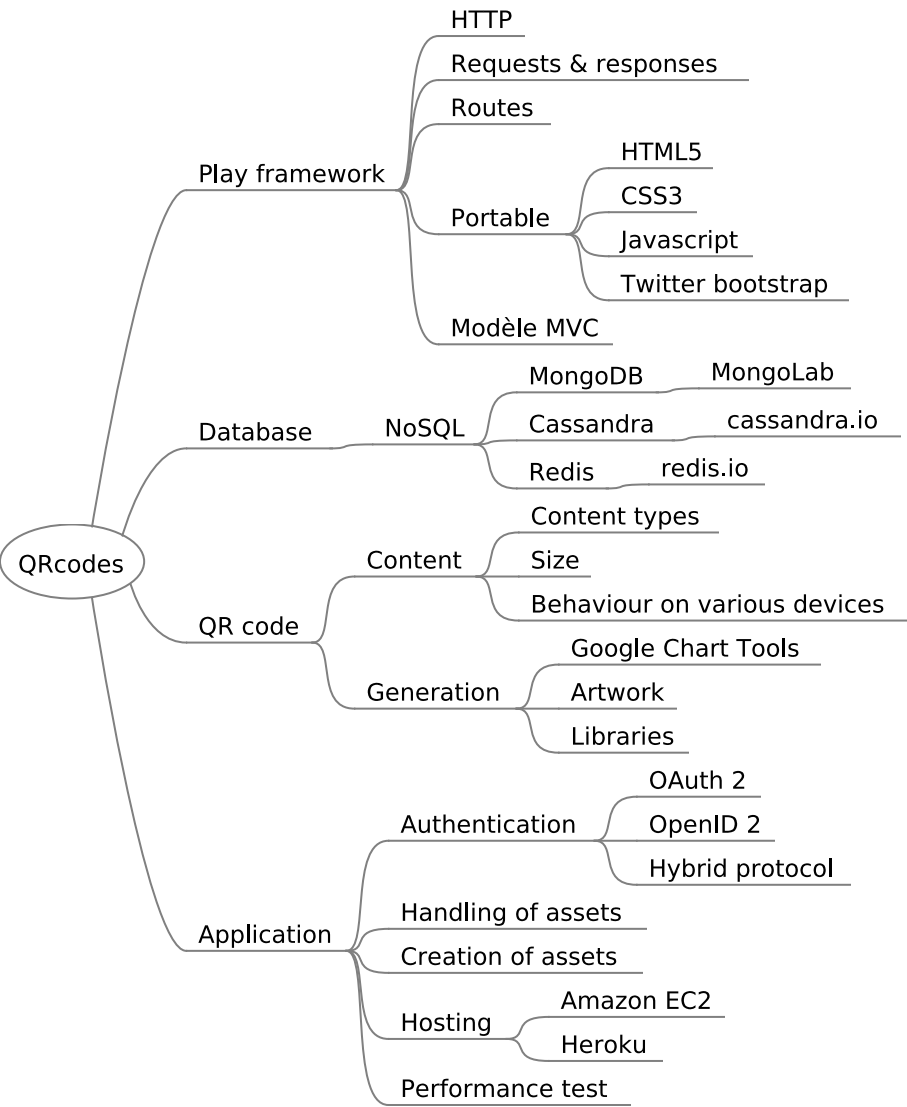 HTTP
Requests & responses
Routes
Play framework
HTML5
CSS3
Portable
Javascript
Twitter bootstrap
Modèle MVC
MongoDB
MongoLab
Database
NoSQL
Cassandra
cassandra.io
Redis
redis.io
QRcodes
Content types
Content
Size
Behaviour on various devices
QR code
Google Chart Tools
Generation
Artwork
Libraries
OAuth 2
Authentication
OpenID 2
Hybrid protocol
Handling of assets
Application
Creation of assets
Amazon EC2
Hosting
Heroku
Performance test